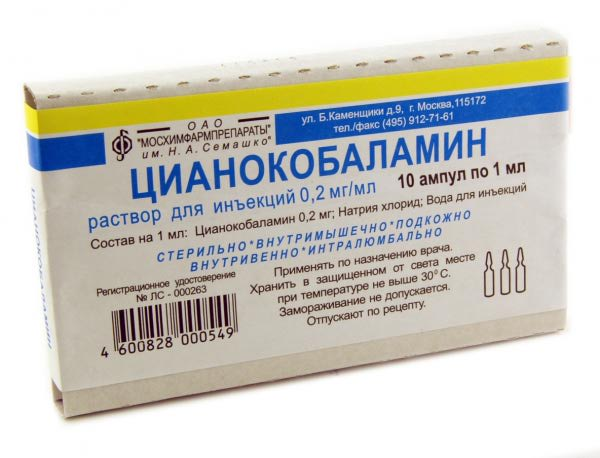 ОАО
"МОСХИМФАРМПРЕПАРАТЫ"
им. Н.А. Семашко"
ул. Б.Каменщики д.9, г. Москва,115172
тел./факс (495) 912-71-61
ЦИАНОКОБАЛАМИН
раствор для инъекций 0,2 мг/мл
10 ампул по 1 мл
Состав на 1 мл: Цианокобаламин 0,2 мг; Натрия хлорид; Вода для инъекций
СТЕРИЛЬНО*ВНУТРИМЫШЕЧНО*ПОДКОЖНО
ВНУТРИВЕННО*ИНТРАЛЮМБАЛЬНО
Регистрационное удостоверение
№ ЛС - 000263
Применять по назначению врача.
Хранить в защищенном от света месте
при температуре не выше 30°С.
Замораживание не допускается.
Отпускают по рецепту.
4 600828 000549
ЦИАНОКОБАЛАМИН